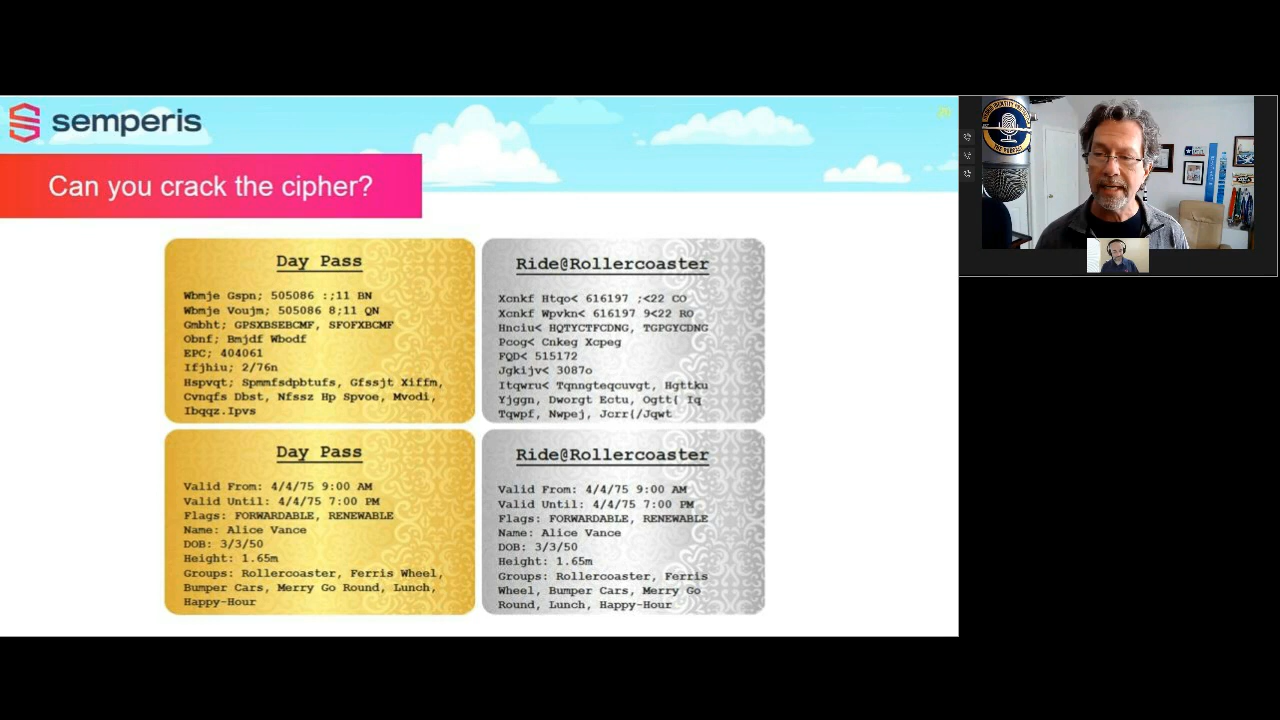 semperis
20
Can you crack the cipher?
Day Pass
Wbmje Gspn; 505086 :;11 BN
Wbmje Voujm; 505086 8;11 QN
Gmbht; GPSXBSEBCMF, SFOFXBCMF
Obnf; Bmjdf Wbodf
EPC; 404061
Ifjhiu; 2/76n
Hspvqt; Spmmfsdpbtufs, Gfssjt Xiffm,
Cvnqfs Dbst, Nfssz Hp Spvoe, Mvodi,
Ibqqz.Ipvs
Ride@Rollercoaster
Xcnkf Htqo< 616197 ;<22 CO
Xcnkf Wpvkn< 616197 9<22 RO
Hnciu< HQTYCTFCDNG, TGPGYCDNG
Pcog< Cnkeg Xcpeg
FQD< 515172
Jgkijv< 3087o
Itqwru< Tqnngteqcuvgt, Hgttku
Yjggn, Dworgt Ectu, Ogtt{ Iq
Tqwpf, Nwpej, Jcrr{/Jqwt
Day Pass
Valid From: 4/4/75 9:00 AM
Valid Until: 4/4/75 7:00 PM
Flags: FORWARDABLE, RENEWABLE
Name: Alice Vance
DOB: 3/3/50
Height: 1.65m
Groups: Rollercoaster, Ferris Wheel,
Bumper Cars, Merry Go Round, Lunch,
Happy-Hour
Ride@Rollercoaster
Valid From: 4/4/75 9:00 AM
Valid Until: 4/4/75 7:00 PM
Flags: FORWARDABLE, RENEWABLE
Name: Alice Vance
DOB: 3/3/50
Height: 1.65m
Groups: Rollercoaster, Ferris
Wheel, Bumper Cars, Merry Go
Round, Lunch, Happy-Hour
THE PODCAST